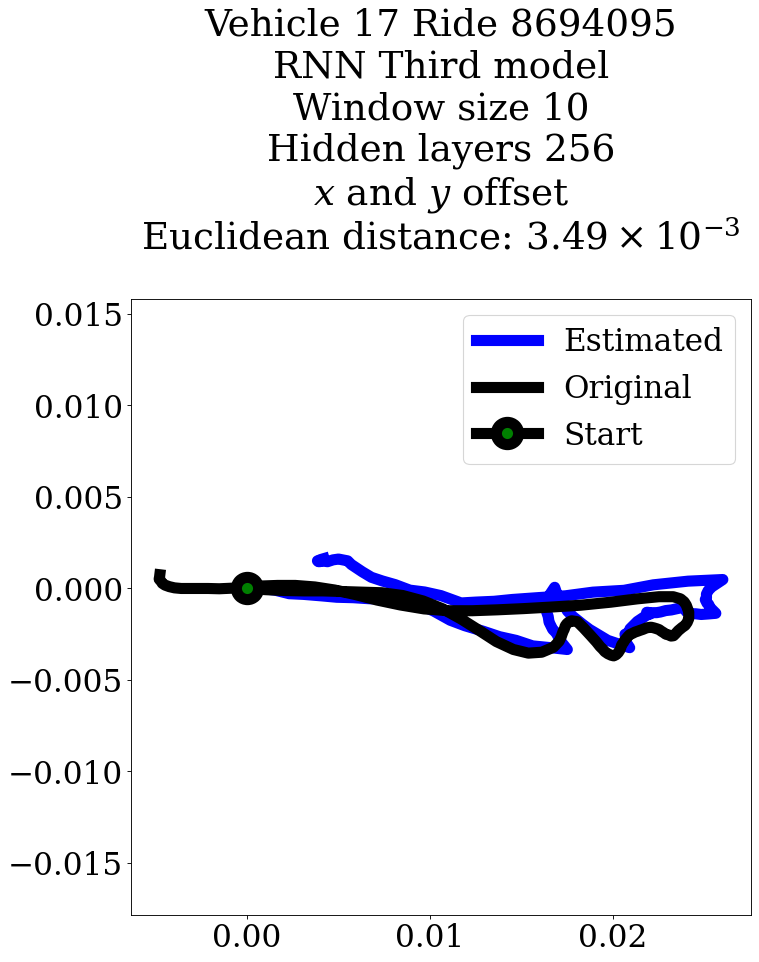 Vehicle 17 Ride 8694095
RNN Third model
Window size 10
Hidden layers 256
x and y offset
Euclidean distance: 3.49 × 10⁻³
Estimated
Original
Start
0.015
0.010
0.005
0.000
−0.005
−0.010
−0.015
0.00 0.01 0.02